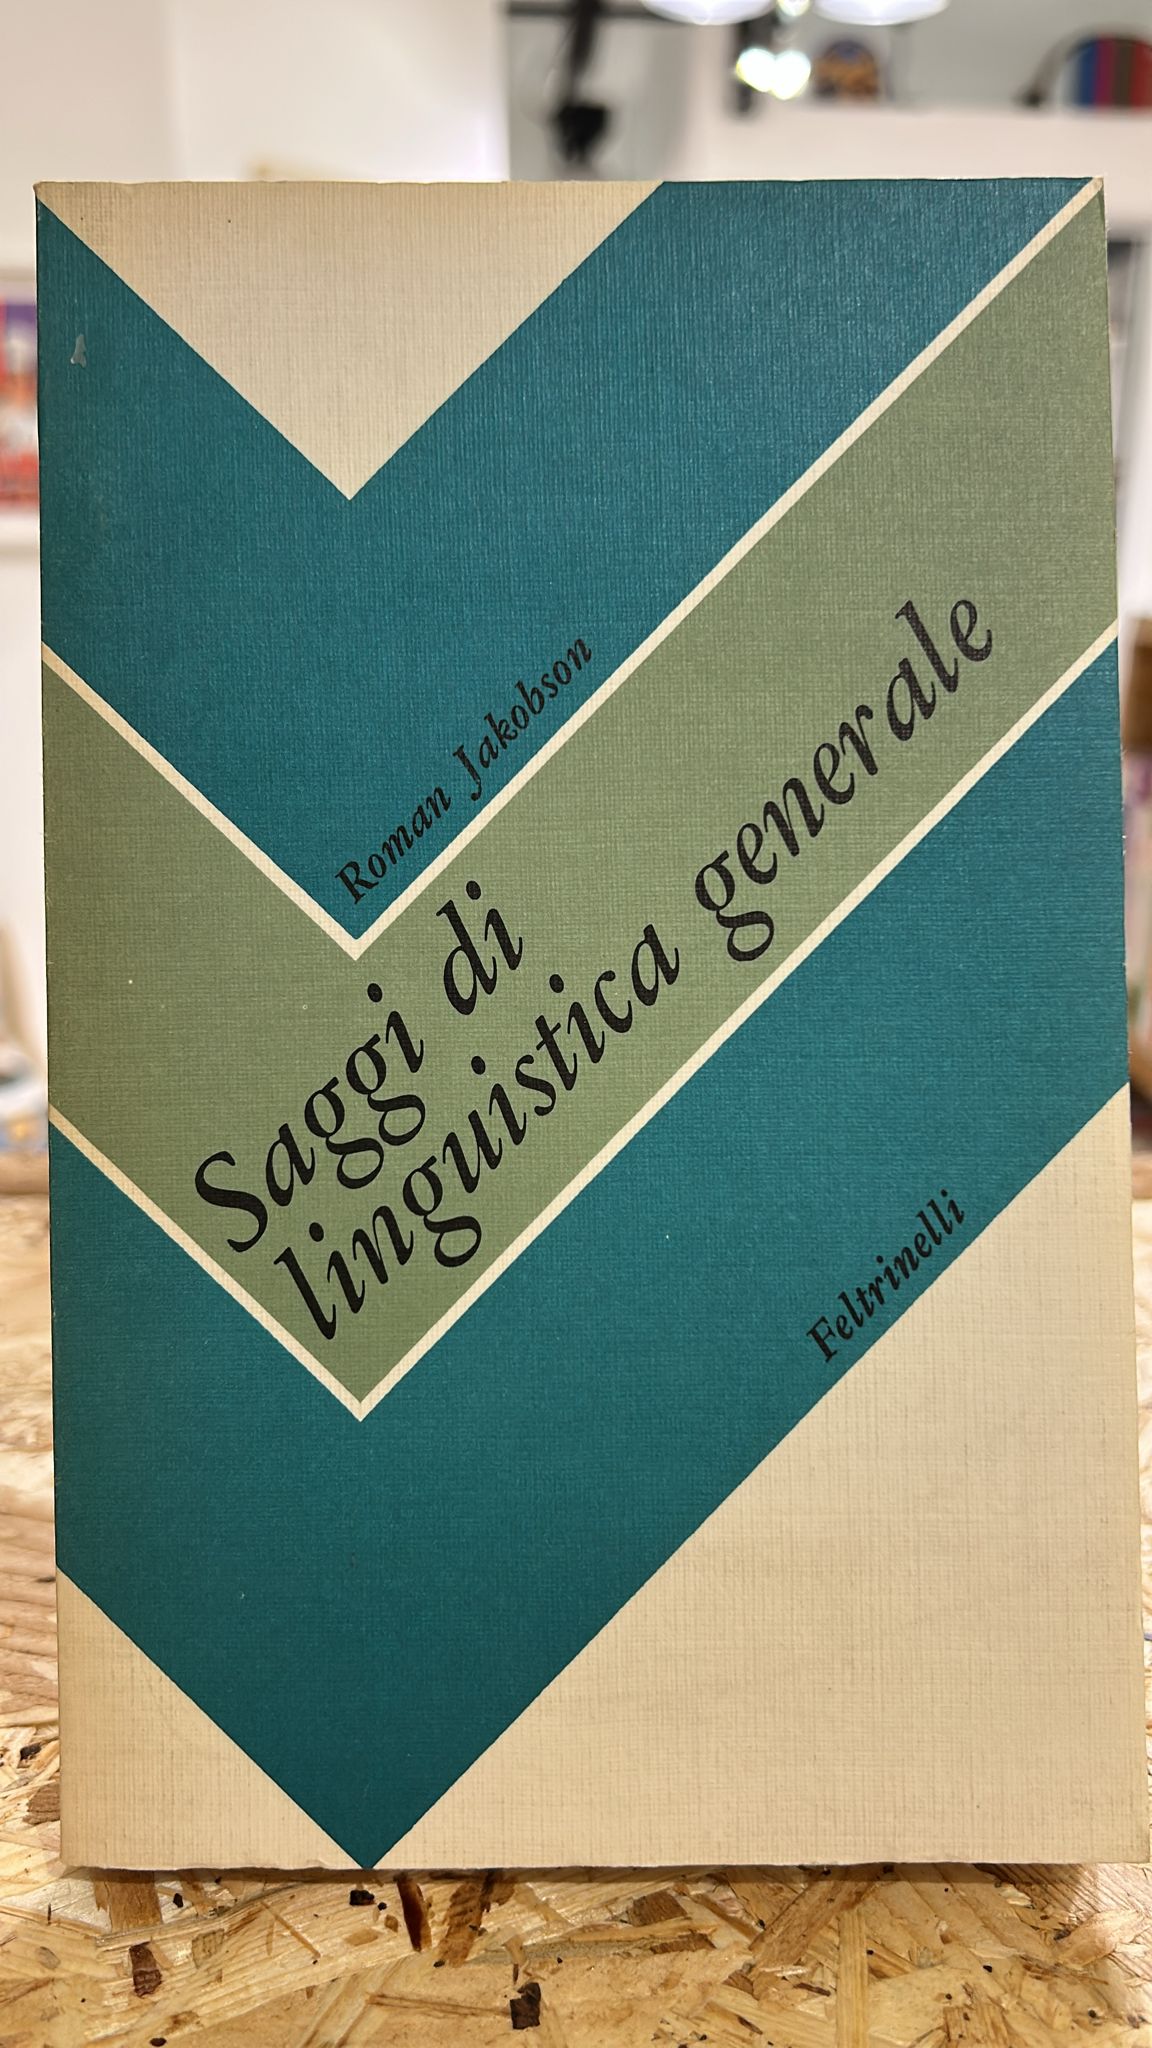 Roman Jakobson
Saggi di
linguistica generale
Feltrinelli